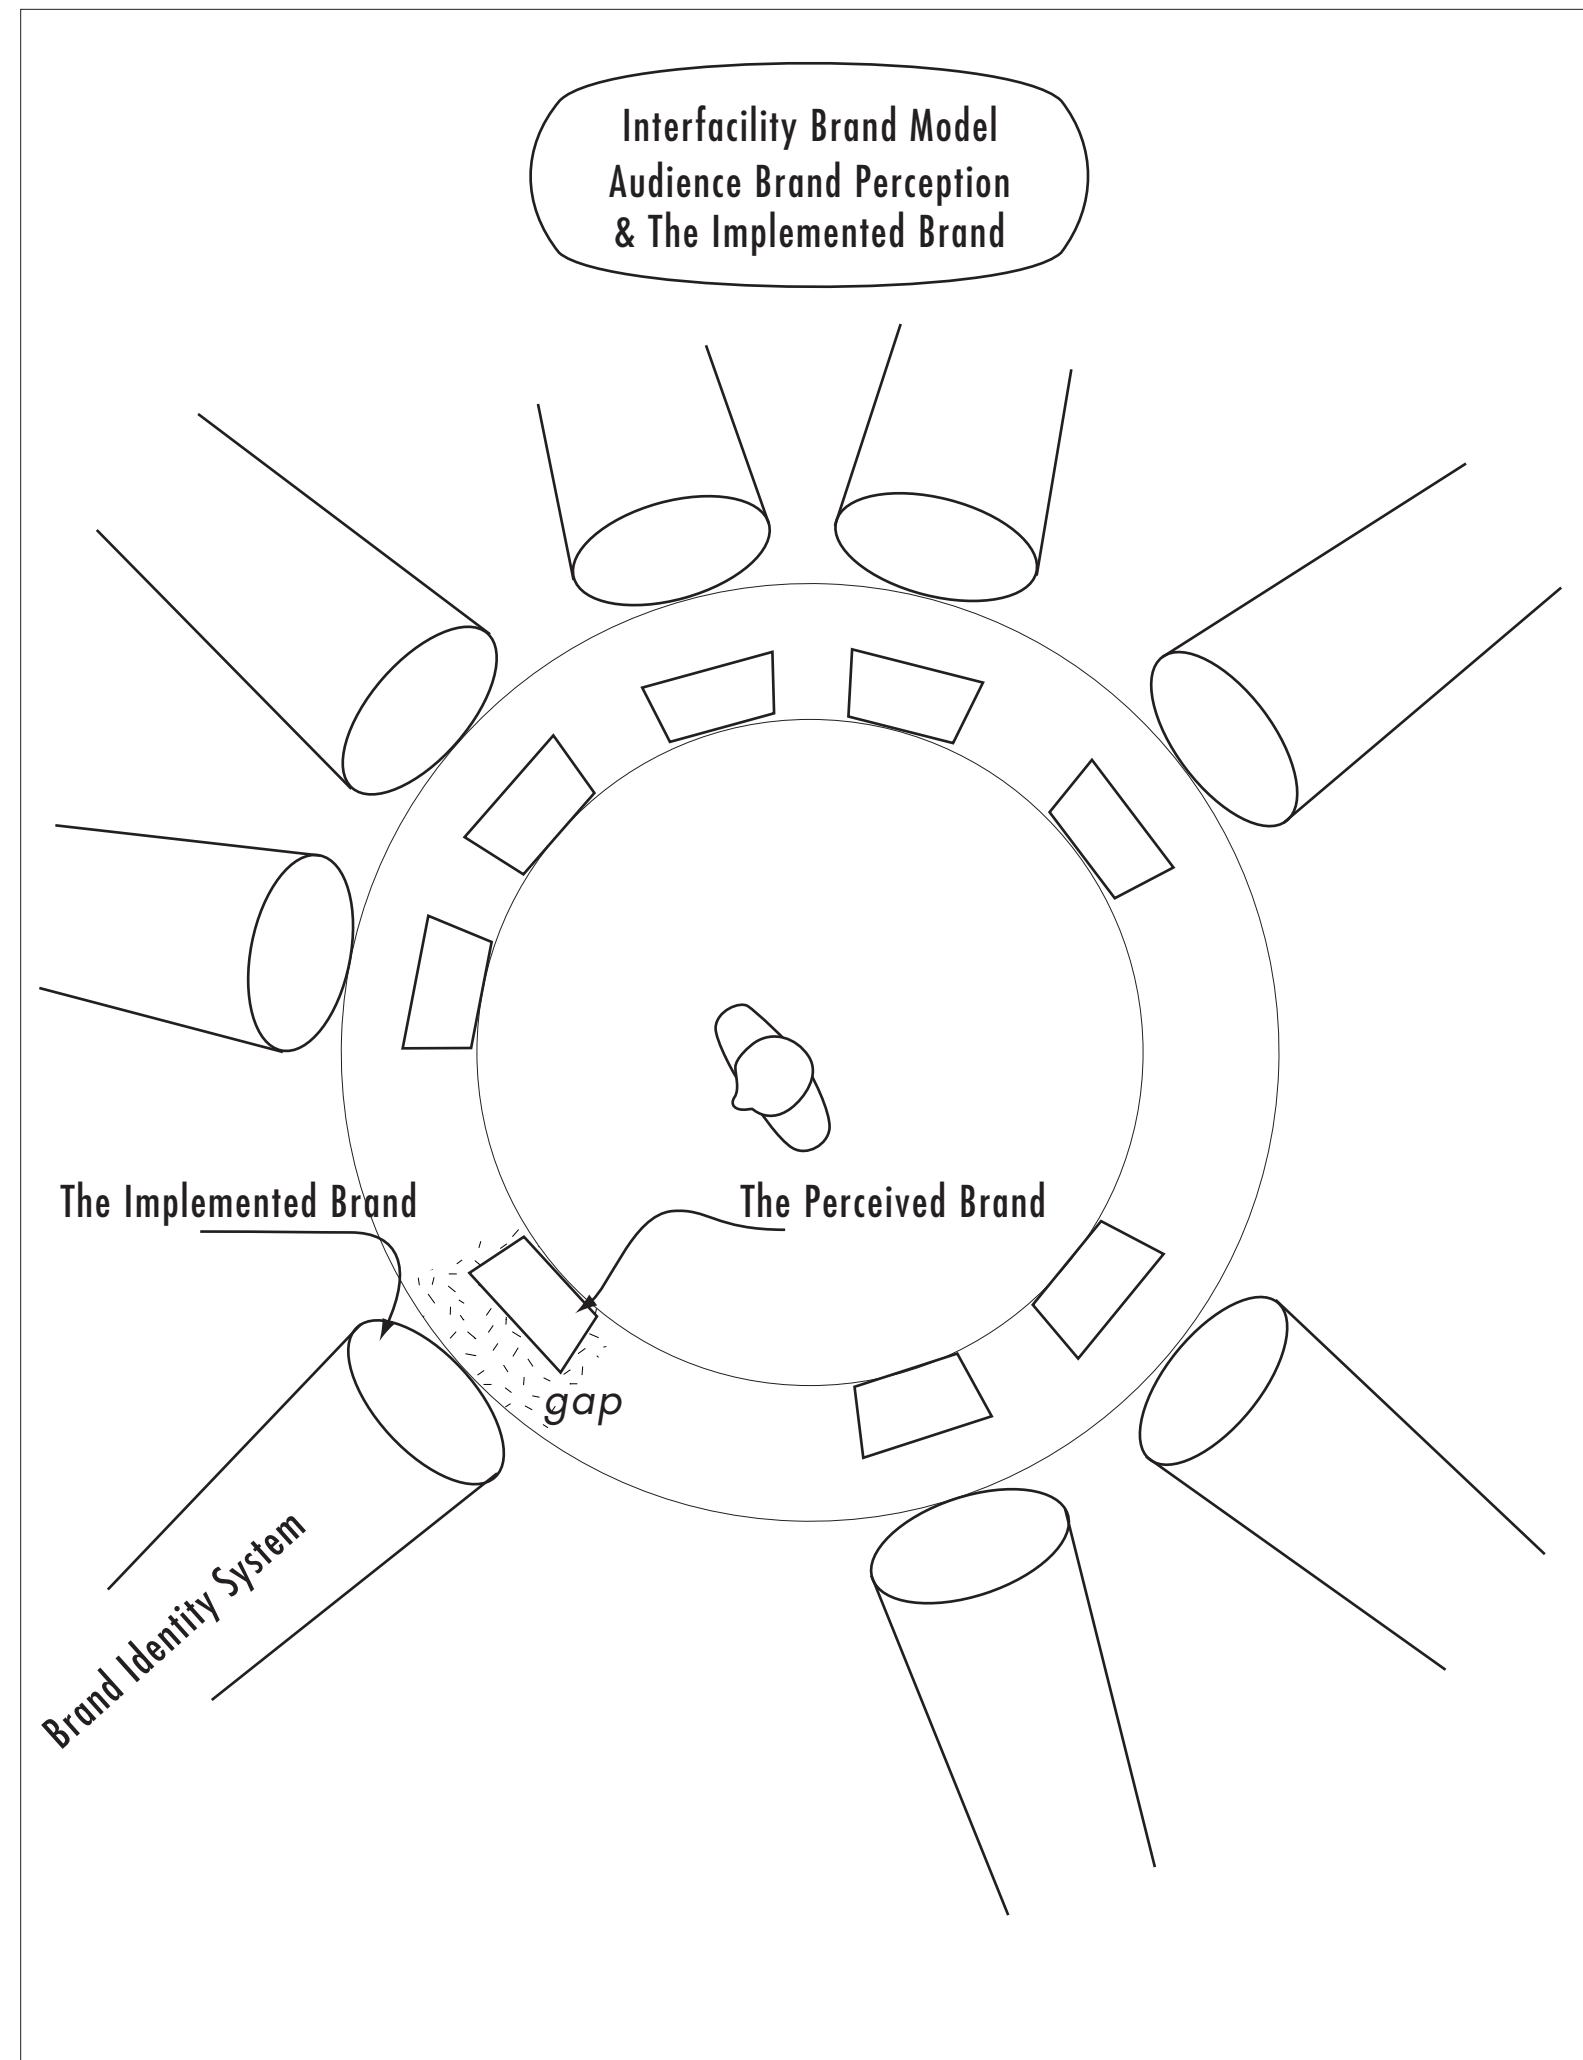 Interfacility Brand Model
Audience Brand Perception
& The Implemented Brand
The Implemented Brand
The Perceived Brand
gap
Brand Identity System